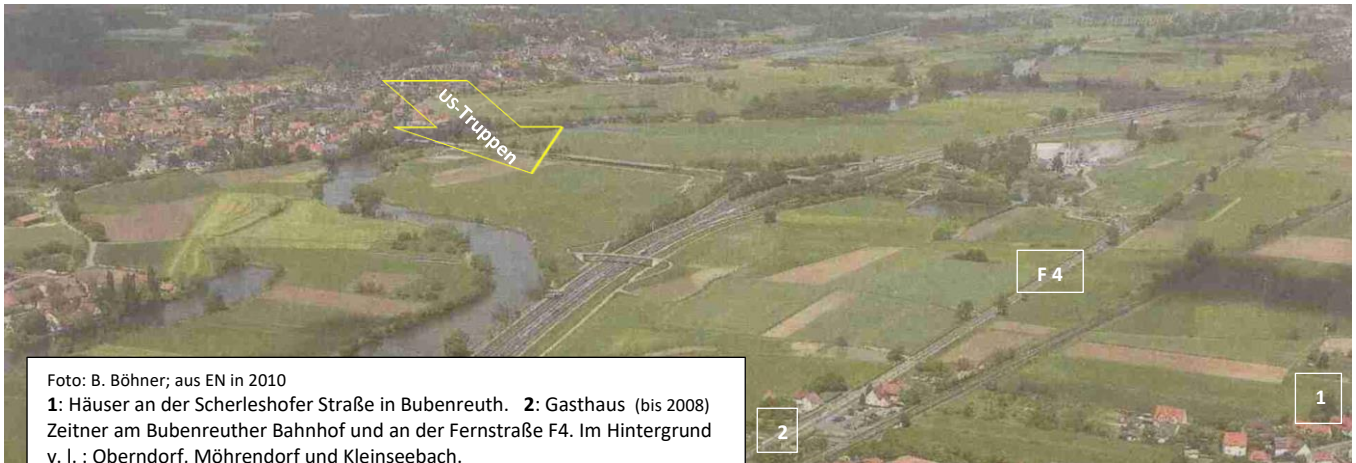 US-Truppen
F 4
1
2
Foto: B. Böhner; aus EN in 2010
1: Häuser an der Scherleshofer Straße in Bubenreuth. 2: Gasthaus (bis 2008)
Zeitner am Bubenreuther Bahnhof und an der Fernstraße F4. Im Hintergrund
v. l. : Oberndorf, Möhrendorf und Kleinseebach.